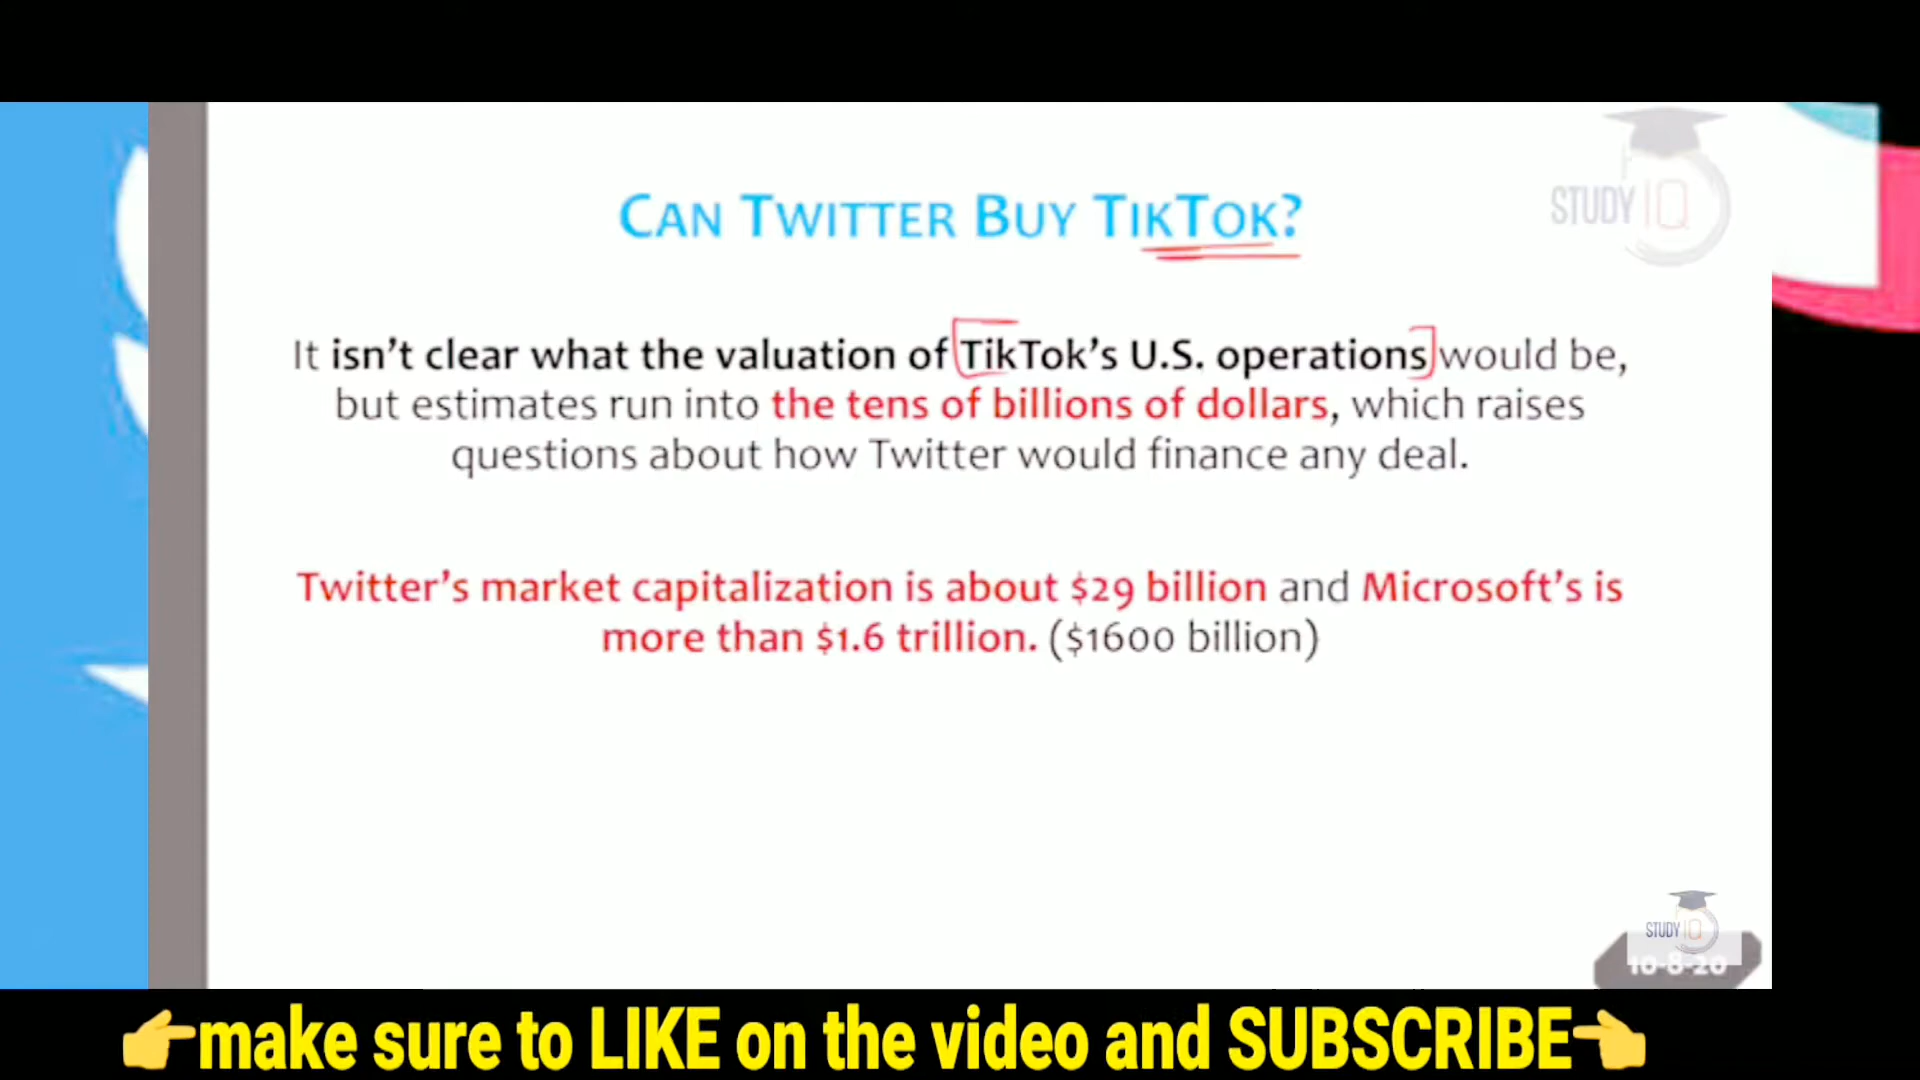 STUDY IQ
CAN TWITTER BUY TIKTOK?
It isn't clear what the valuation of TikTok's U.S. operations would be,
but estimates run into the tens of billions of dollars, which raises
questions about how Twitter would finance any deal.
Twitter's market capitalization is about $29 billion and Microsoft's is
more than $1.6 trillion. ($1600 billion)
STUDY IQ
10-8-20
👉make sure to LIKE on the video and SUBSCRIBE👈